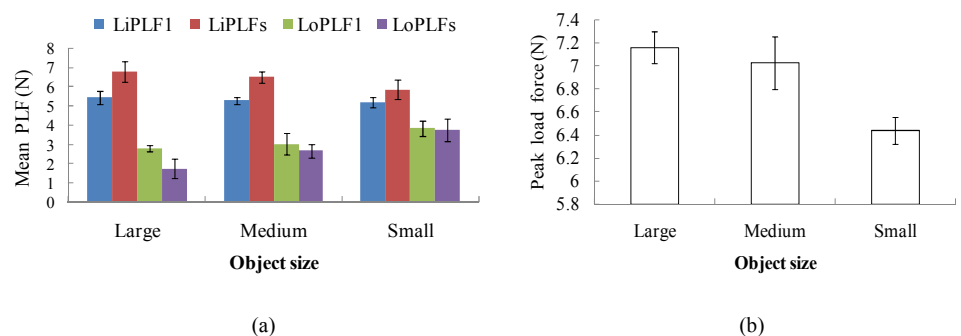 LiPLF1 LiPLFs LoPLF1 LoPLFs
Mean PLF (N)
8
7
6
5
4
3
2
1
0
Large Medium Small
Object size
(a)
Peak load force (N)
7.4
7.2
7
6.8
6.6
6.4
6.2
6
5.8
Large Medium Small
Object size
(b)